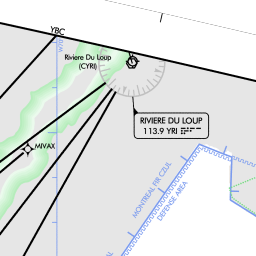 YBC
Riviere Du Loup
(CYRI)
RIVIERE DU LOUP
113.9 YRI
MIVAX
MONTREAL FIR CZUL
DEFENSE AREA